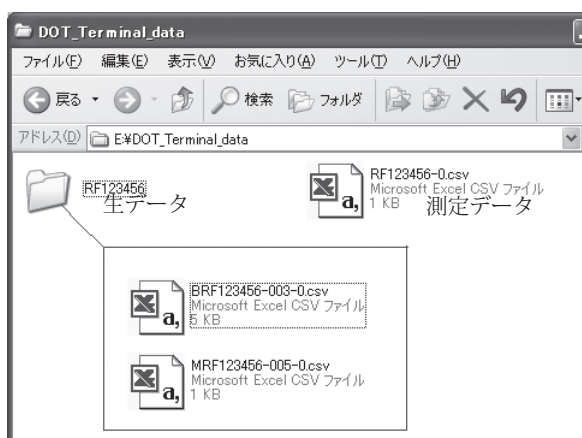 DOT_Terminal_data
ファイル(F) 編集(E) 表示(V) お気に入り(A) ツール(T) ヘルプ(H)
戻る 検索 フォルダ
アドレス(D) E:¥DOT_Terminal_data
RF123456
生データ
RF123456-0.csv
Microsoft Excel CSV ファイル
1 KB
測定データ
BRF123456-003-0.csv
Microsoft Excel CSV ファイル
5 KB
MRF123456-005-0.csv
Microsoft Excel CSV ファイル
1 KB
a,
a,
a,